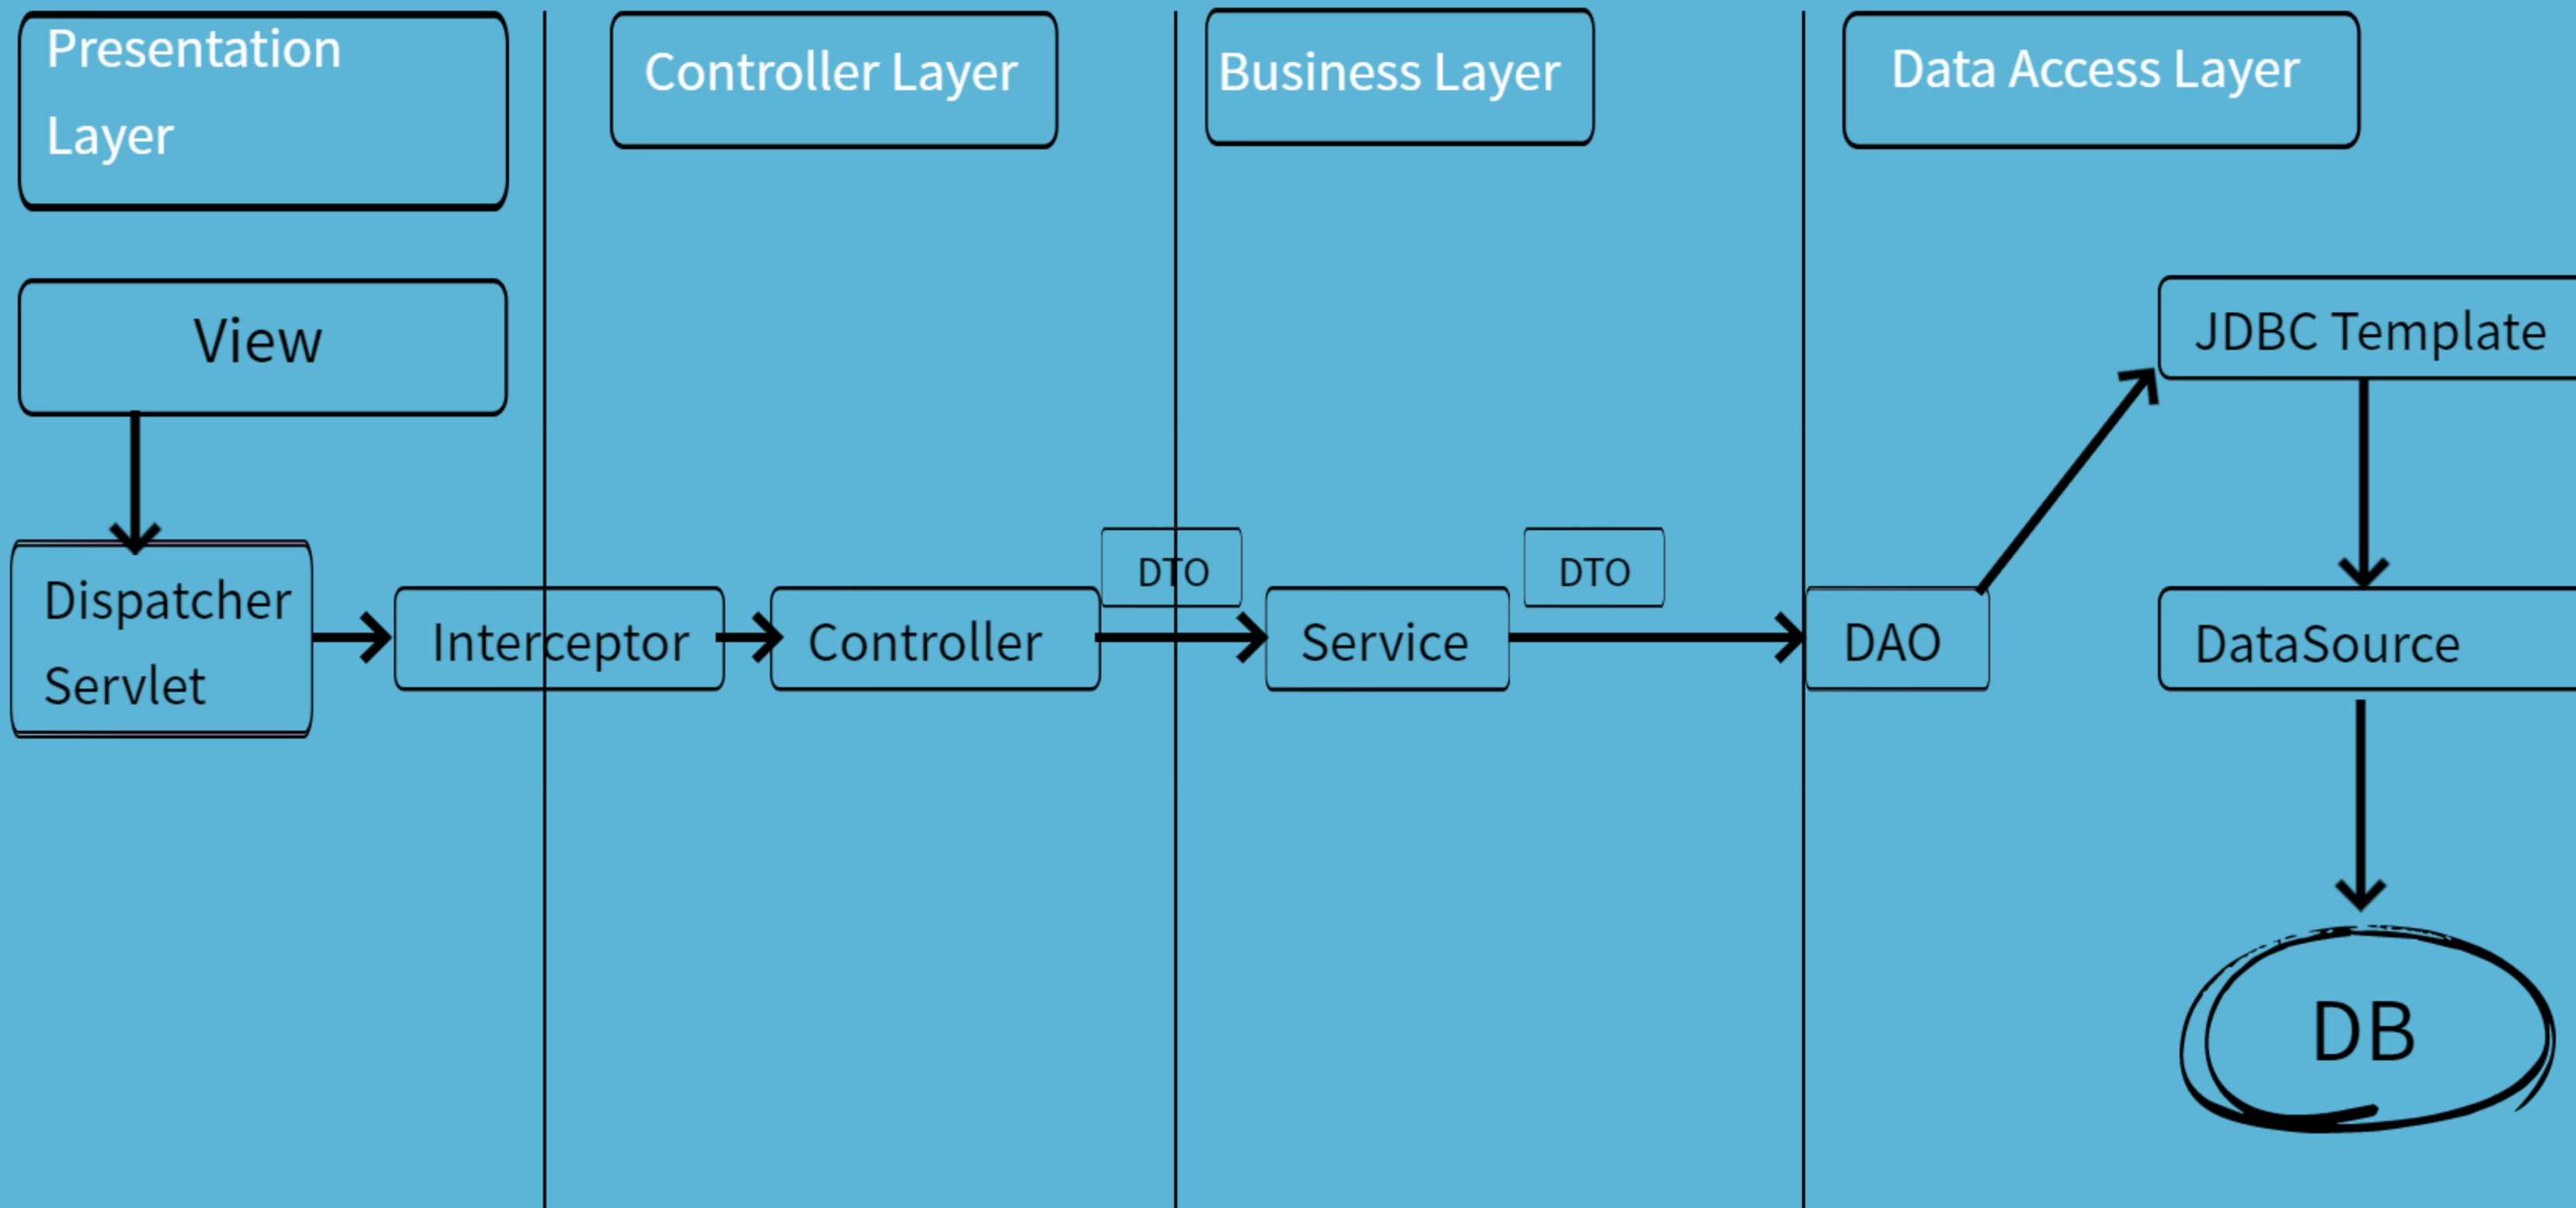 Presentation
Layer
Controller Layer
Business Layer
Data Access Layer
View
JDBC Template
Dispatcher
Servlet
Interceptor
Controller
DTO
Service
DTO
DAO
DataSource
DB